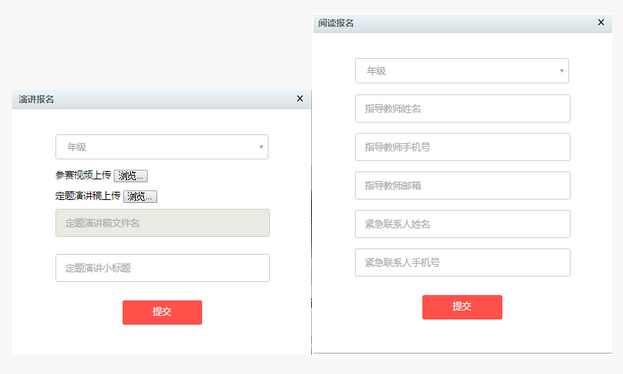 演讲报名
年级
参赛视频上传 浏览...
定题演讲稿上传 浏览...
定题演讲稿文件名
定题演讲小标题
提交
阅读报名
年级
指导教师姓名
指导教师手机号
指导教师邮箱
紧急联系人姓名
紧急联系人手机号
提交